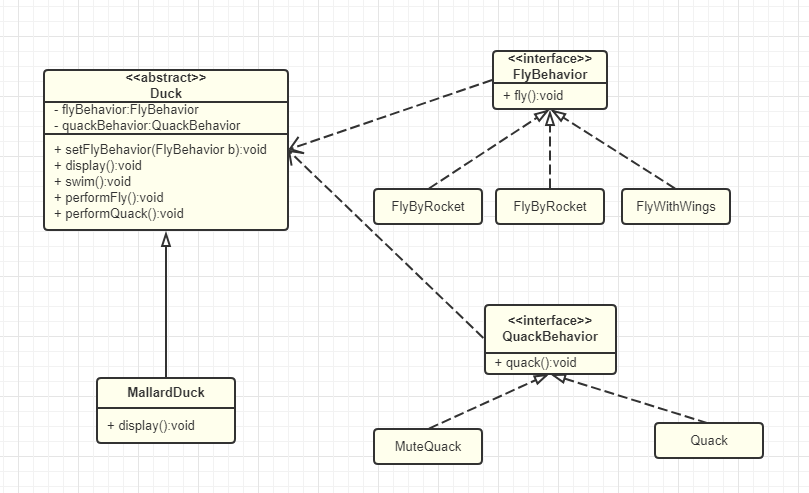 <<abstract>>
Duck
- flyBehavior:FlyBehavior
- quackBehavior:QuackBehavior
+ setFlyBehavior(FlyBehavior b):void
+ display():void
+ swim():void
+ performFly():void
+ performQuack():void
<<interface>>
FlyBehavior
+ fly():void
FlyByRocket
FlyByRocket
FlyWithWings
<<interface>>
QuackBehavior
+ quack():void
MallardDuck
+ display():void
MuteQuack
Quack